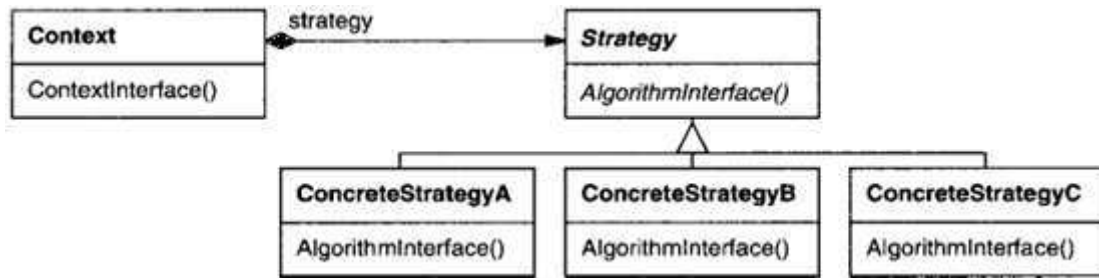 strategy
Context
Strategy
ContextInterface()
AlgorithmInterface()
ConcreteStrategyA
ConcreteStrategyB
ConcreteStrategyC
AlgorithmInterface()
AlgorithmInterface()
AlgorithmInterface()